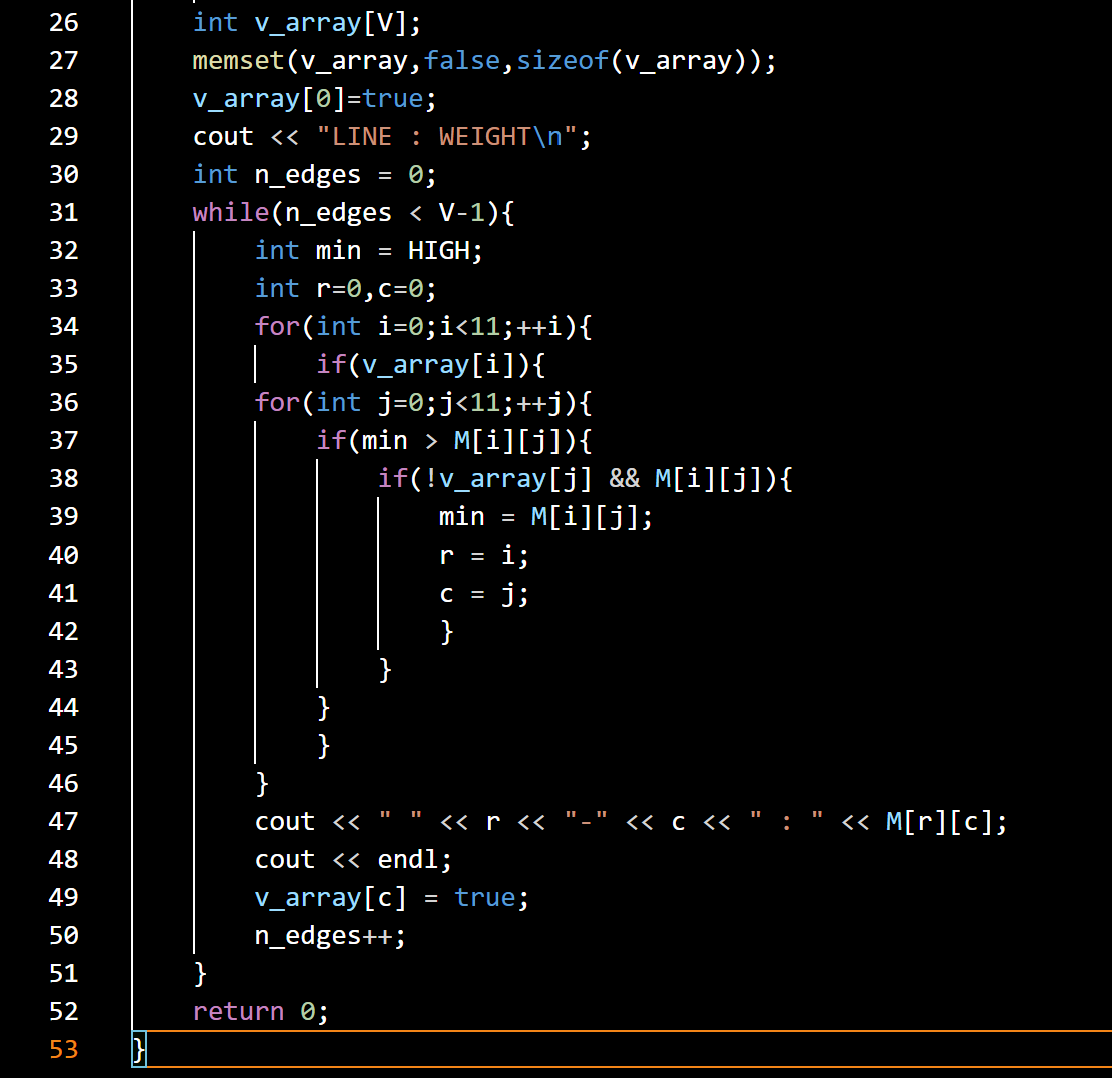 26 int v_array[V];
27 memset(v_array,false,sizeof(v_array));
28 v_array[0]=true;
29 cout << "LINE : WEIGHT\n";
30 int n_edges = 0;
31 while(n_edges < V-1){
32 int min = HIGH;
33 int r=0,c=0;
34 for(int i=0;i<11;++i){
35 if(v_array[i]){
36 for(int j=0;j<11;++j){
37 if(min > M[i][j]){
38 if(!v_array[j] && M[i][j]){
39 min = M[i][j];
40 r = i;
41 c = j;
42 }
43 }
44 }
45 }
46 }
47 cout << " " << r << "-" << c << " : " << M[r][c];
48 cout << endl;
49 v_array[c] = true;
50 n_edges++;
51 }
52 return 0;
53 }